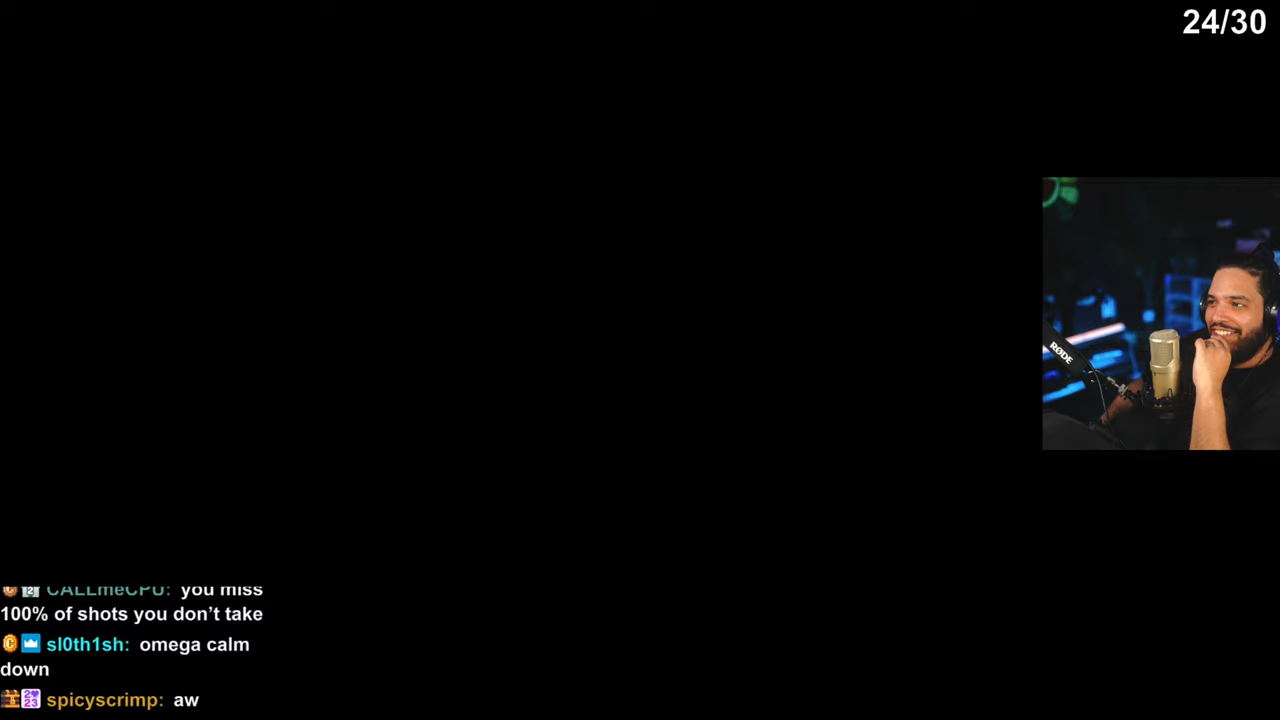 24/30
RØDE
CALLmeCPU: you miss
100% of shots you don't take
sl0th1sh: omega calm
down
spicyscrimp: aw